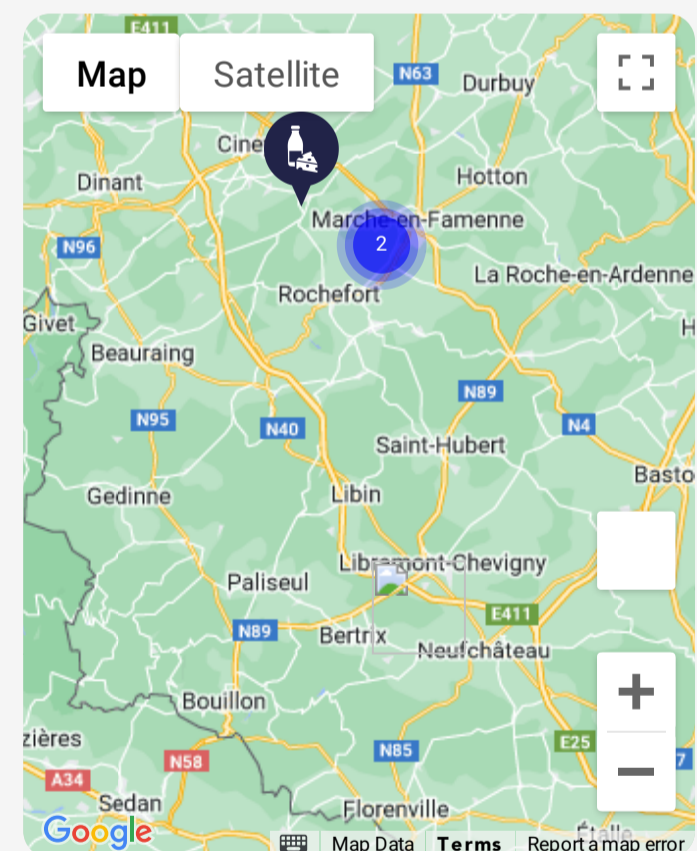 E411
Map
Satellite
N63
Durbuy
Cine
Dinant
Hotton
Marche-en-Famenne
N96
2
La Roche-en-Ardenne
Rochefort
Givet
H
Beauraing
N89
N95
N40
N4
Saint-Hubert
Basto
Gedinne
Libin
Libramont-Chevigny
Paliseul
E411
N89
Bertrix
Neufchâteau
Bouillon
zières
N85
E25
7
N58
A34
Sedan
Florenville
Étalle
Google
Map Data
Terms
Report a map error